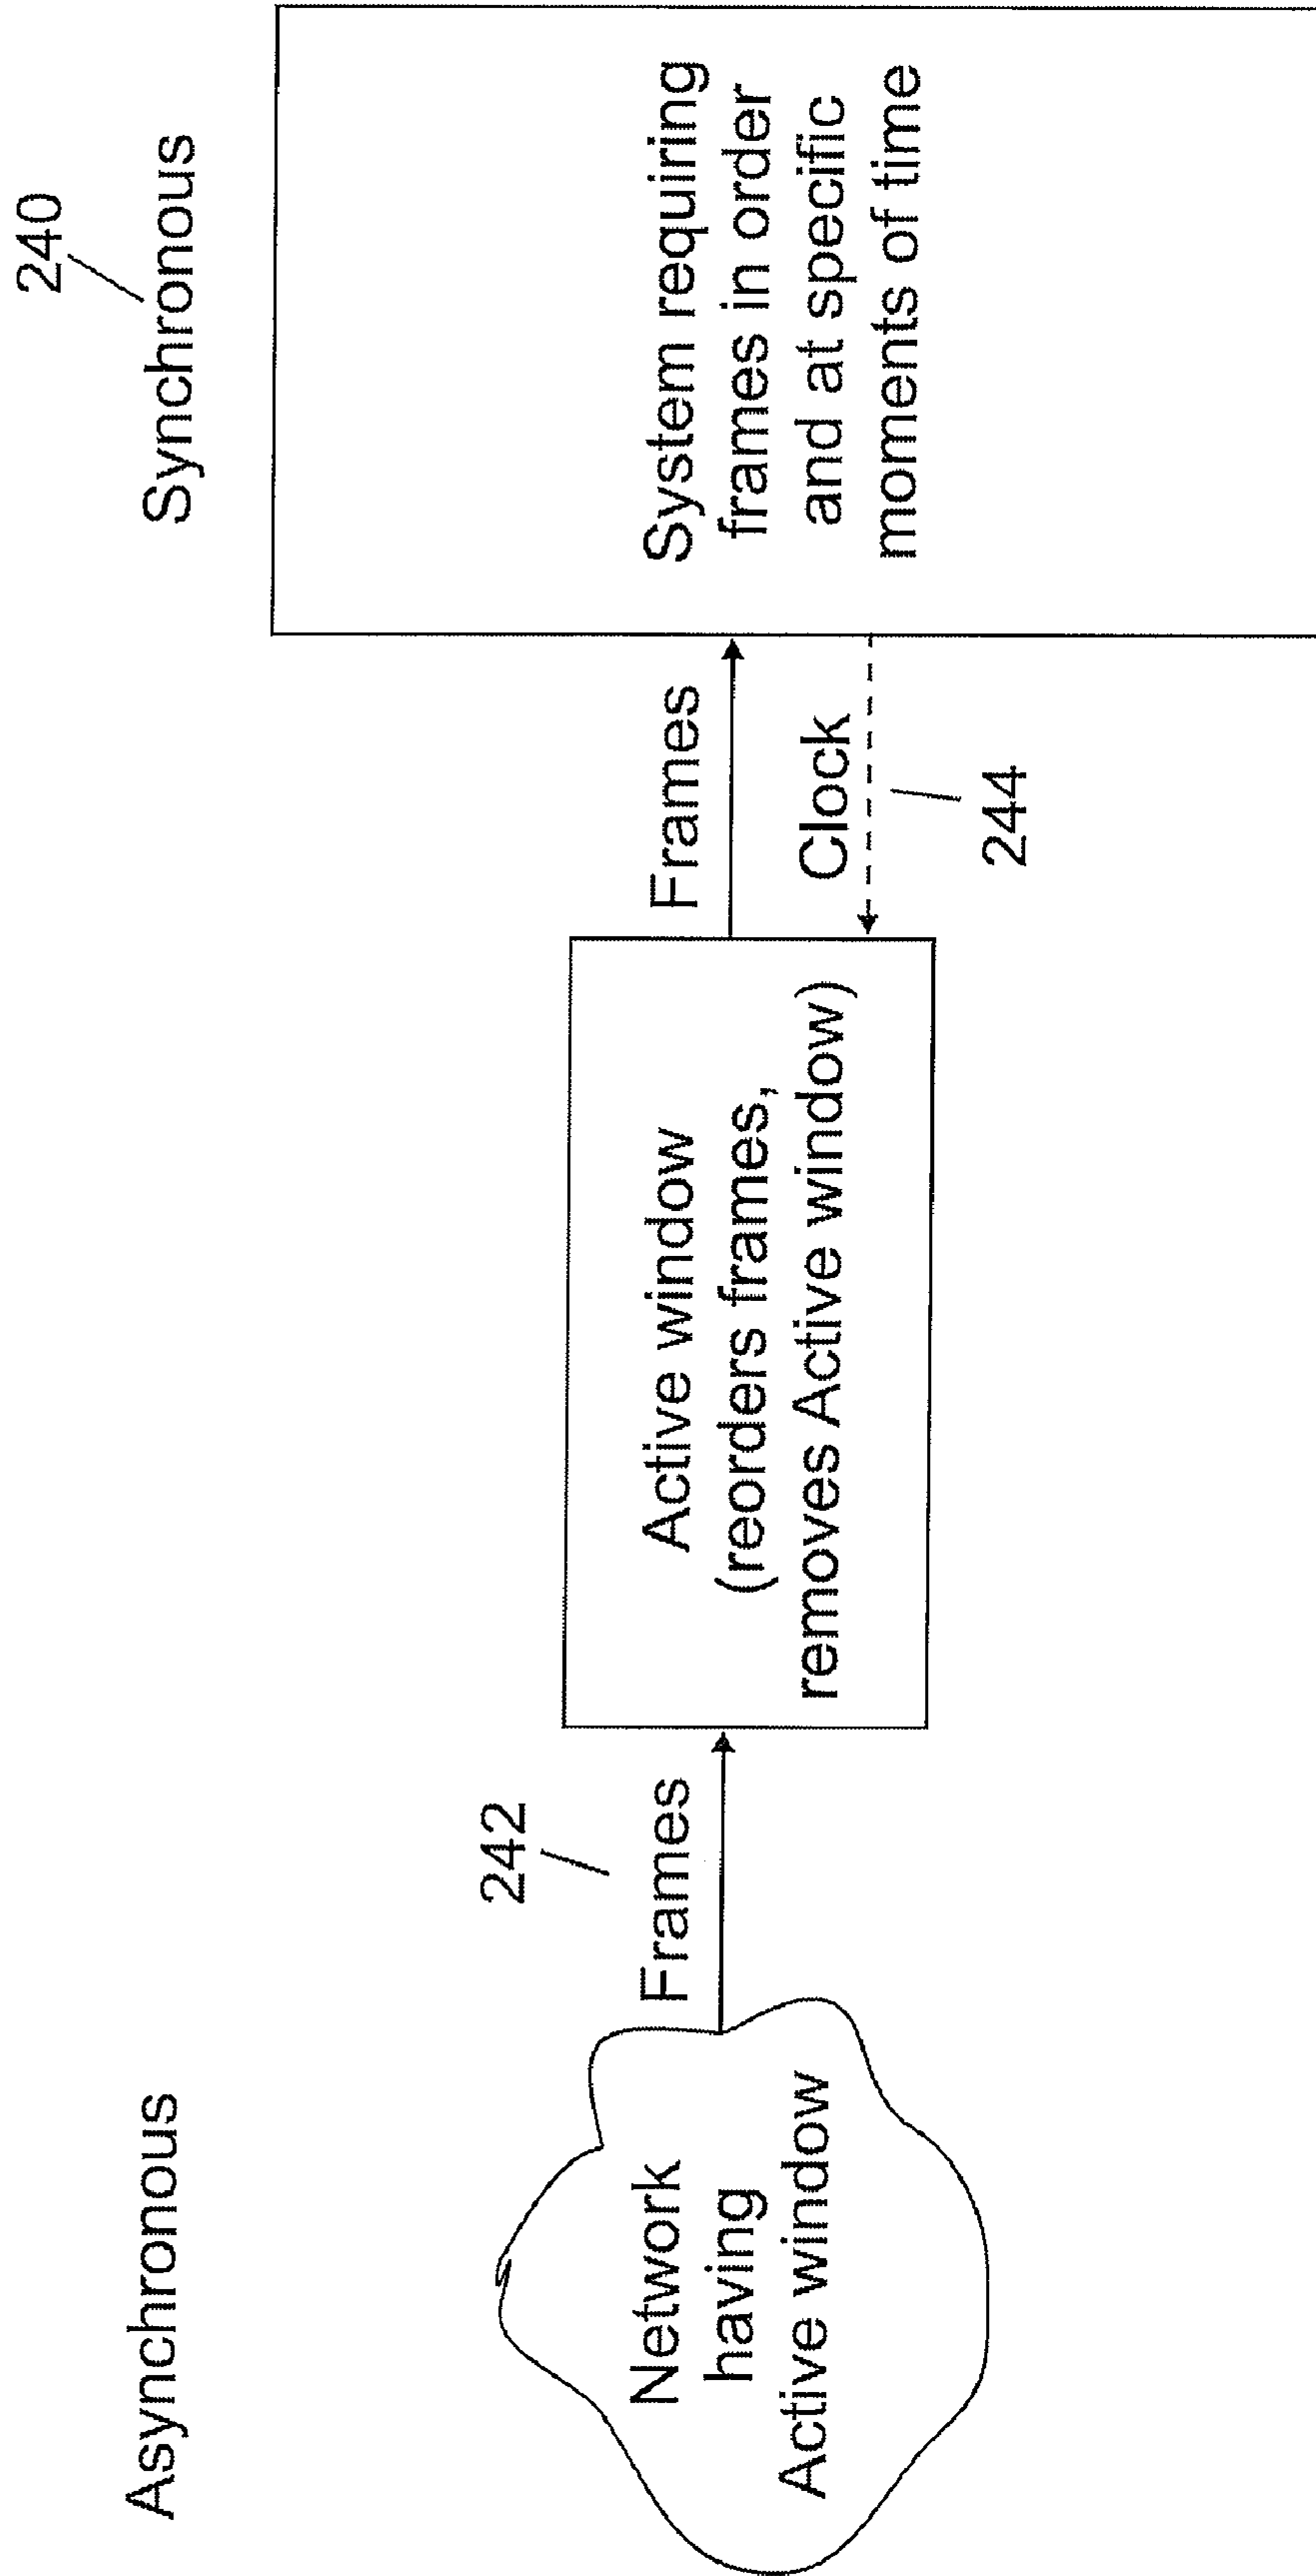 Asynchronous
240
Synchronous
Network
having
Active window
242
Frames
Active window
(reorders frames,
removes Active window)
Frames
Clock
244
System requiring
frames in order
and at specific
moments of time